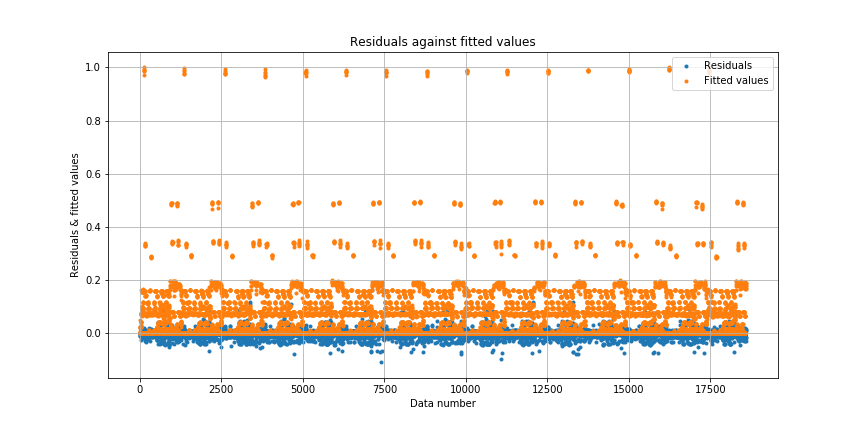 Residuals against fitted values
Residuals
Fitted values
1.0
0.8
0.6
0.4
0.2
0.0
Residuals & fitted values
0
2500
5000
7500
10000
12500
15000
17500
Data number